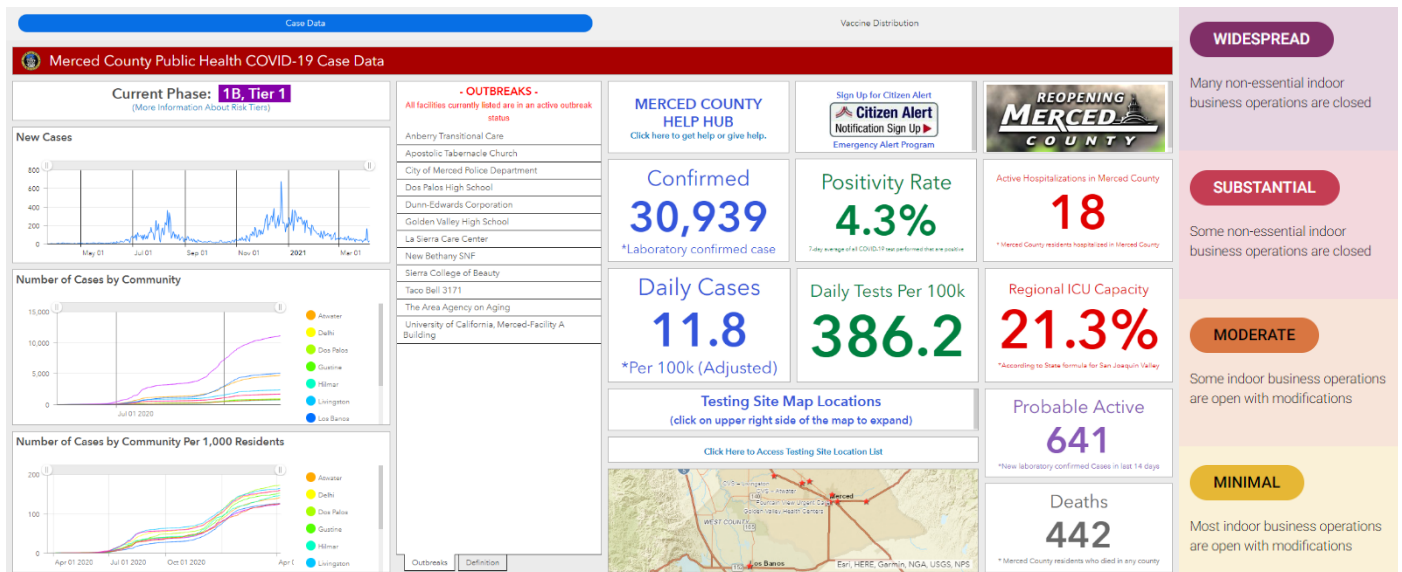 Case Data
Vaccine Distribution
Merced County Public Health COVID-19 Case Data
Current Phase: 1B, Tier 1
(More Information About Risk Tiers)
New Cases
800
600
400
200
0
May 01
Jul 01
Sep 01
Nov 01
2021
Mar 01
Number of Cases by Community
15,000
10,000
5,000
0
Jul 01 2020
Atwater
Delhi
Dos Palos
Gustine
Hilmar
Livingston
Los Banos
Number of Cases by Community Per 1,000 Residents
200
100
0
Apr 01 2020
Jul 01 2020
Oct 01 2020
Apr (
Atwater
Delhi
Dos Palos
Gustine
Hilmar
Livingston
- OUTBREAKS -
All facilities currently listed are in an active outbreak
status
Anberry Transitional Care
Apostolic Tabernacle Church
City of Merced Police Department
Dos Palos High School
Dunn-Edwards Corporation
Golden Valley High School
La Sierra Care Center
New Bethany SNF
Sierra College of Beauty
Taco Bell 3171
The Area Agency on Aging
University of California, Merced-Facility A
Building
Outbreaks
Definition
MERCED COUNTY
HELP HUB
Click here to get help or give help.
Sign Up for Citizen Alert
Citizen Alert
Notification Sign Up
Emergency Alert Program
REOPENING
MERCED
COUNTY
Confirmed
30,939
*Laboratory confirmed case
Positivity Rate
4.3%
7-day average of all COVID-19 test performed that are positive
Active Hospitalizations in Merced County
18
* Merced County residents hospitalized in Merced County
Daily Cases
11.8
*Per 100k (Adjusted)
Daily Tests Per 100k
386.2
Regional ICU Capacity
21.3%
*According to State formula for San Joaquin Valley
Testing Site Map Locations
(click on upper right side of the map to expand)
Click Here to Access Testing Site Location List
Merced
Golden Valley Health Centers
WEST COUNTY
Los Banos
Esri, HERE, Garmin, NGA, USGS, NPS
Probable Active
641
*New laboratory confirmed Cases in last 14 days
Deaths
442
* Merced County residents who died in any county
WIDESPREAD
Many non-essential indoor
business operations are closed
SUBSTANTIAL
Some non-essential indoor
business operations are closed
MODERATE
Some indoor business operations
are open with modifications
MINIMAL
Most indoor business operations
are open with modifications